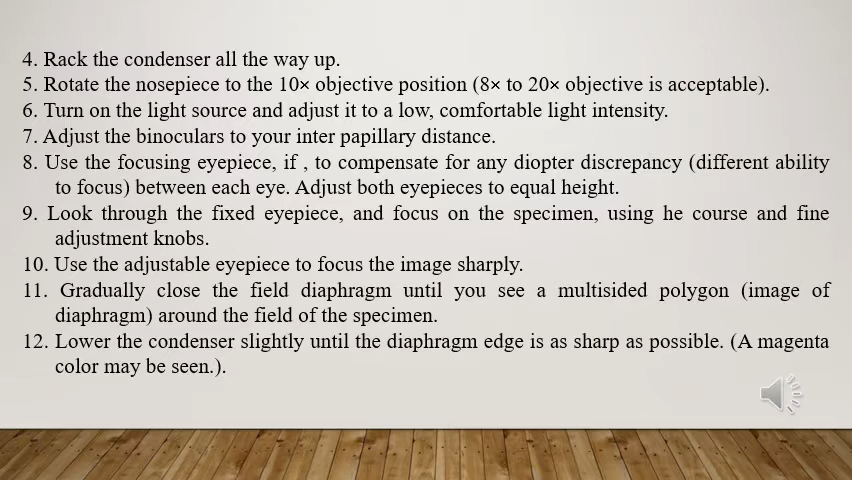 4. Rack the condenser all the way up.
5. Rotate the nosepiece to the 10× objective position (8× to 20× objective is acceptable).
6. Turn on the light source and adjust it to a low, comfortable light intensity.
7. Adjust the binoculars to your inter papillary distance.
8. Use the focusing eyepiece, if , to compensate for any diopter discrepancy (different ability
to focus) between each eye. Adjust both eyepieces to equal height.
9. Look through the fixed eyepiece, and focus on the specimen, using he course and fine
adjustment knobs.
10. Use the adjustable eyepiece to focus the image sharply.
11. Gradually close the field diaphragm until you see a multisided polygon (image of
diaphragm) around the field of the specimen.
12. Lower the condenser slightly until the diaphragm edge is as sharp as possible. (A magenta
color may be seen.).